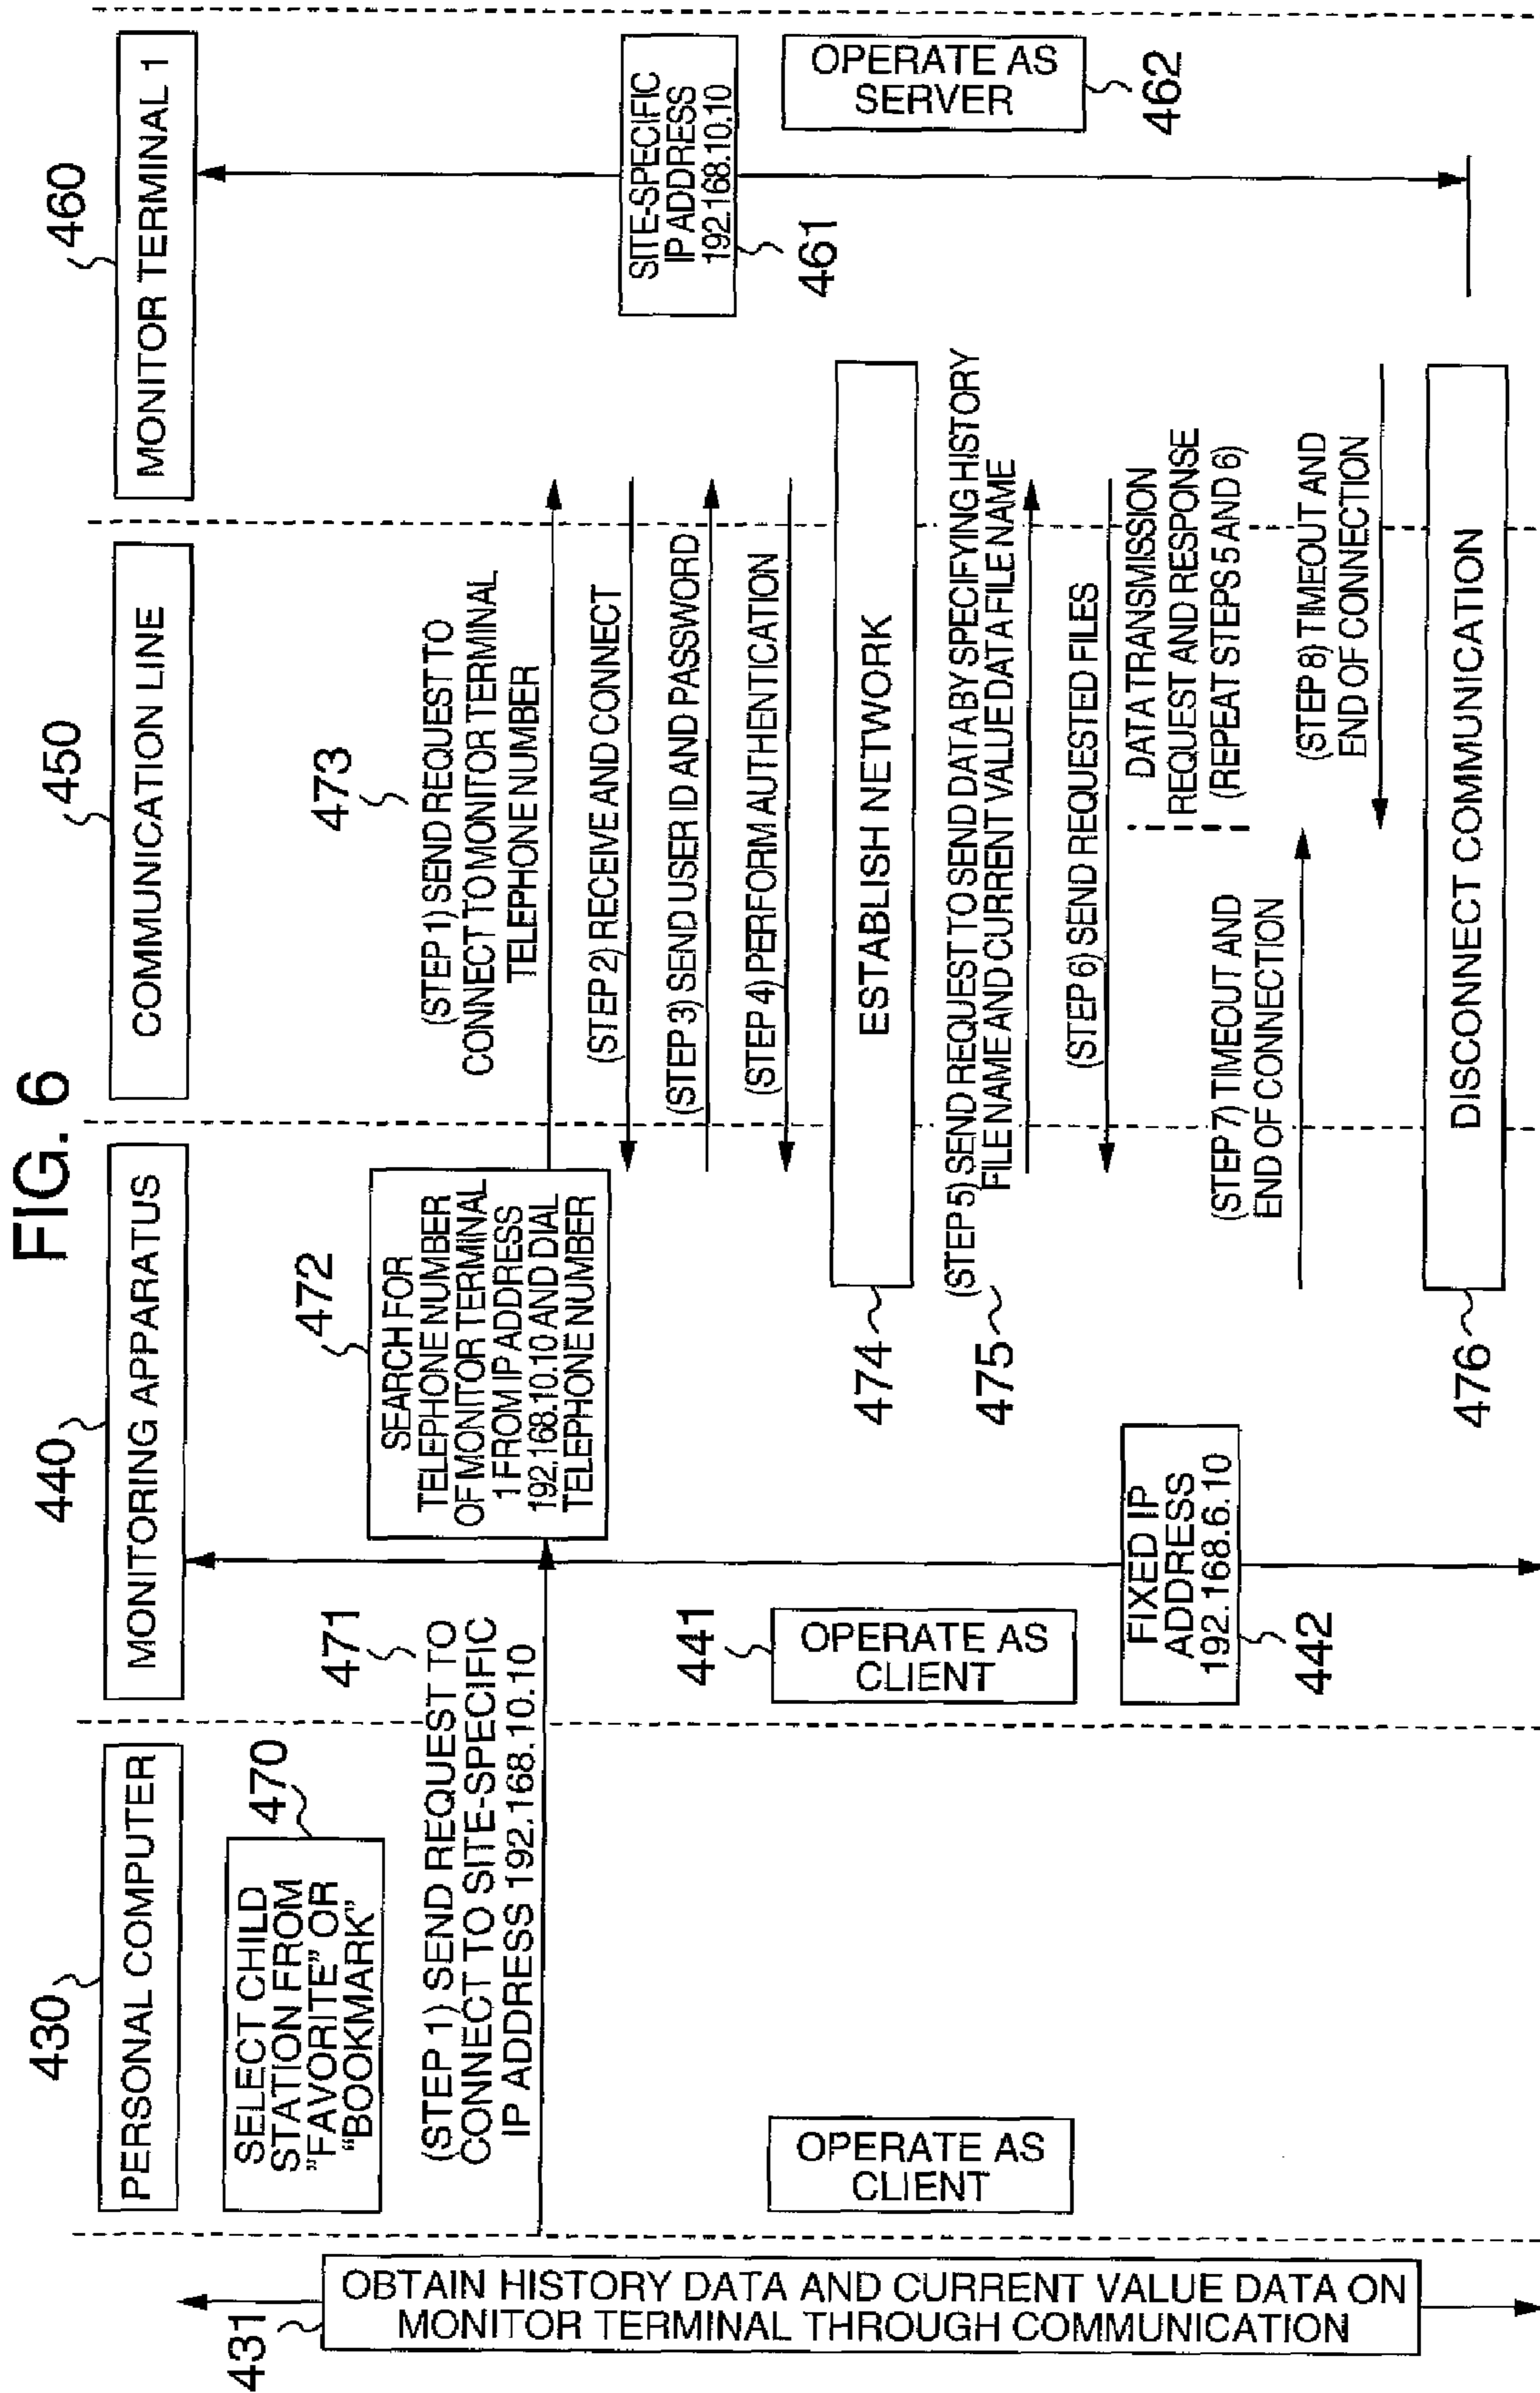 FIG. 6
430
PERSONAL COMPUTER
440
MONITORING APPARATUS
450
COMMUNICATION LINE
460
MONITOR TERMINAL 1
431
OBTAIN HISTORY DATA AND CURRENT VALUE DATA ON
MONITOR TERMINAL THROUGH COMMUNICATION
470
SELECT CHILD
STATION FROM
"FAVORITE" OR
"BOOKMARK"
471
(STEP 1) SEND REQUEST TO
CONNECT TO SITE-SPECIFIC
IP ADDRESS 192.168.10.10
472
SEARCH FOR
TELEPHONE NUMBER
OF MONITOR TERMINAL
1 FROM IP ADDRESS
192.168.10.10 AND DIAL
TELEPHONE NUMBER
473
(STEP 1) SEND REQUEST TO
CONNECT TO MONITOR TERMINAL
TELEPHONE NUMBER
(STEP 2) RECEIVE AND CONNECT
(STEP 3) SEND USER ID AND PASSWORD
(STEP 4) PERFORM AUTHENTICATION
SITE-SPECIFIC
IP ADDRESS
192.168.10.10
461
OPERATE AS
CLIENT
441
OPERATE AS
CLIENT
OPERATE AS
SERVER
462
474
ESTABLISH NETWORK
475
(STEP 5) SEND REQUEST TO SEND DATA BY SPECIFYING HISTORY
FILE NAME AND CURRENT VALUE DATA FILE NAME
(STEP 6) SEND REQUESTED FILES
DATA TRANSMISSION
REQUEST AND RESPONSE
(REPEAT STEPS 5 AND 6)
FIXED IP
ADDRESS
192.168.6.10
442
(STEP 7) TIMEOUT AND
END OF CONNECTION
(STEP 8) TIMEOUT AND
END OF CONNECTION
476
DISCONNECT COMMUNICATION